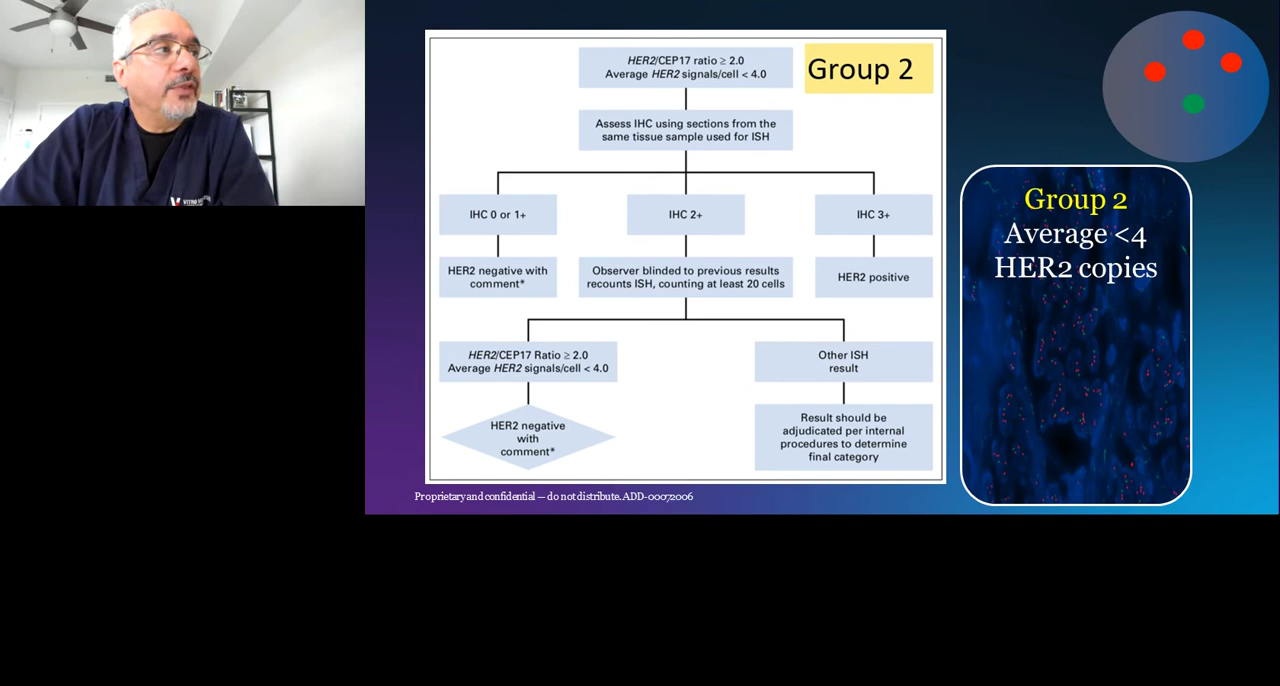 HER2/CEP17 ratio ≥ 2.0
Average HER2 signals/cell < 4.0
Group 2
Assess IHC using sections from the
same tissue sample used for ISH
IHC 0 or 1+
IHC 2+
IHC 3+
HER2 negative with
comment*
Observer blinded to previous results
recounts ISH, counting at least 20 cells
HER2 positive
HER2/CEP17 Ratio ≥ 2.0
Average HER2 signals/cell < 4.0
Other ISH
result
HER2 negative
with
comment*
Result should be
adjudicated per internal
procedures to determine
final category
Proprietary and confidential — do not distribute. ADD-00072006
Group 2
Average <4
HER2 copies
VITRO